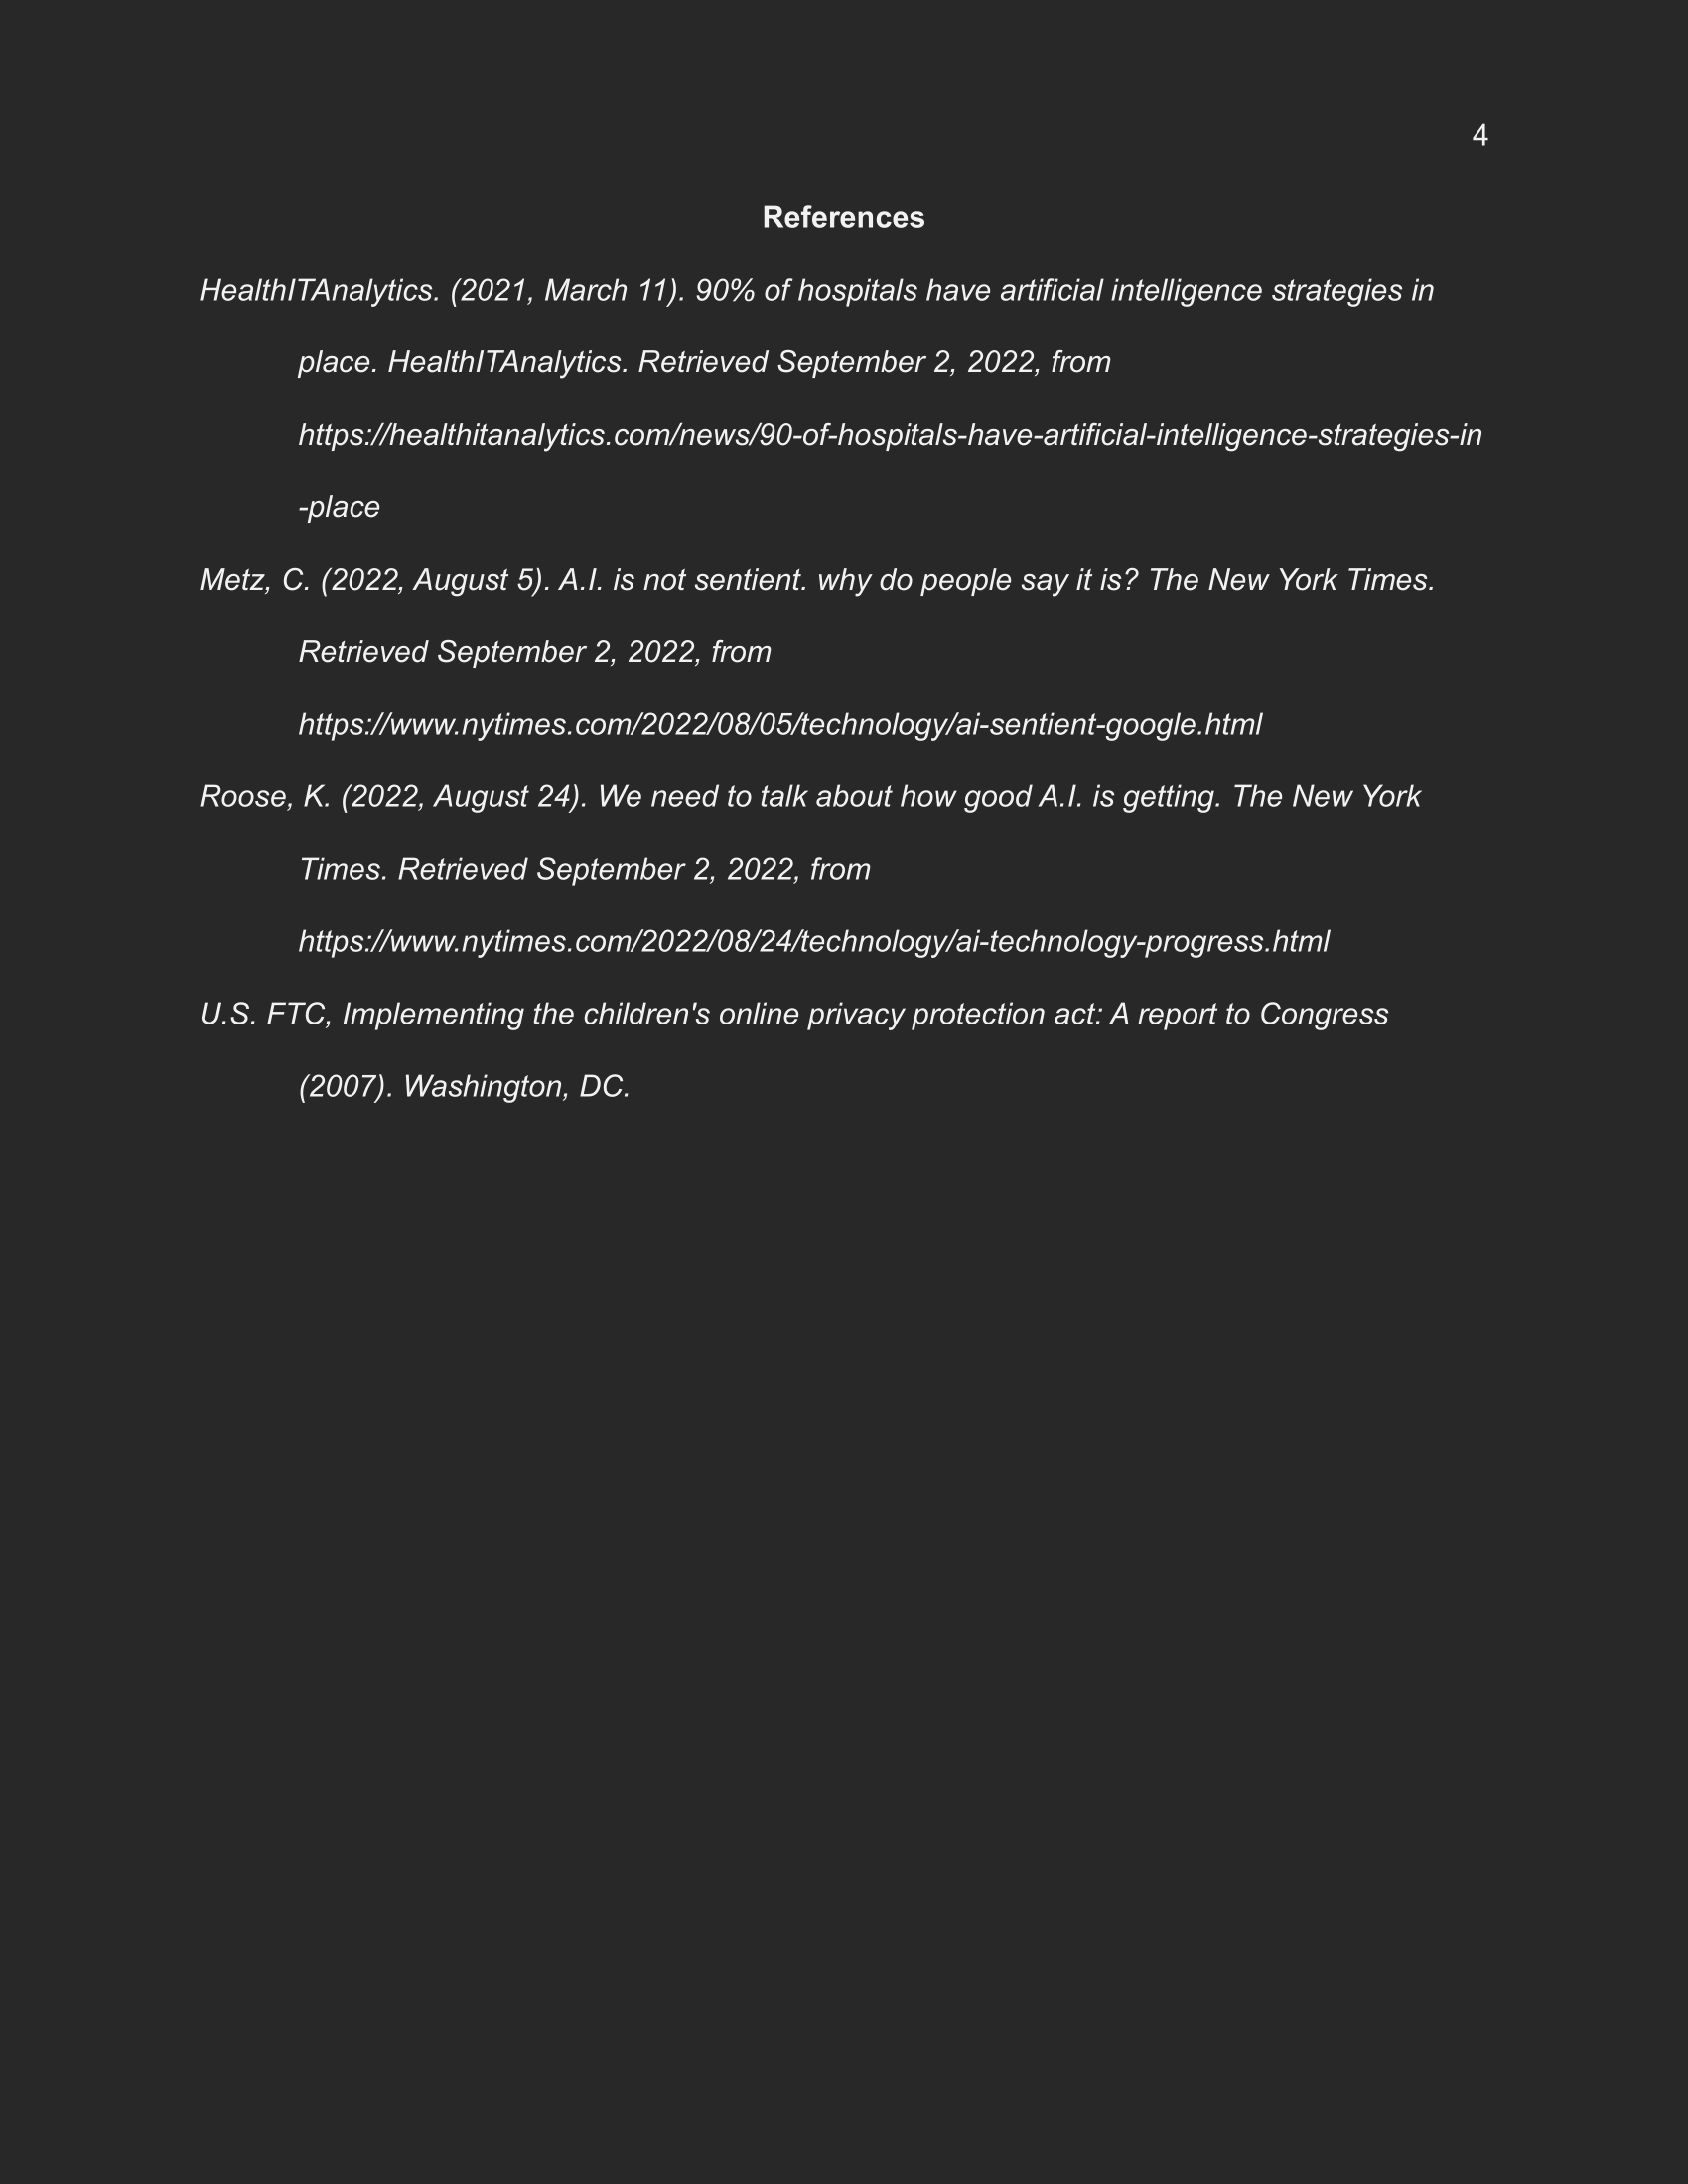 4
References
HealthITAnalytics. (2021, March 11). 90% of hospitals have artificial intelligence strategies in
place. HealthITAnalytics. Retrieved September 2, 2022, from
https://healthitanalytics.com/news/90-of-hospitals-have-artificial-intelligence-strategies-in
-place
Metz, C. (2022, August 5). A.I. is not sentient. why do people say it is? The New York Times.
Retrieved September 2, 2022, from
https://www.nytimes.com/2022/08/05/technology/ai-sentient-google.html
Roose, K. (2022, August 24). We need to talk about how good A.I. is getting. The New York
Times. Retrieved September 2, 2022, from
https://www.nytimes.com/2022/08/24/technology/ai-technology-progress.html
U.S. FTC, Implementing the children's online privacy protection act: A report to Congress
(2007). Washington, DC.